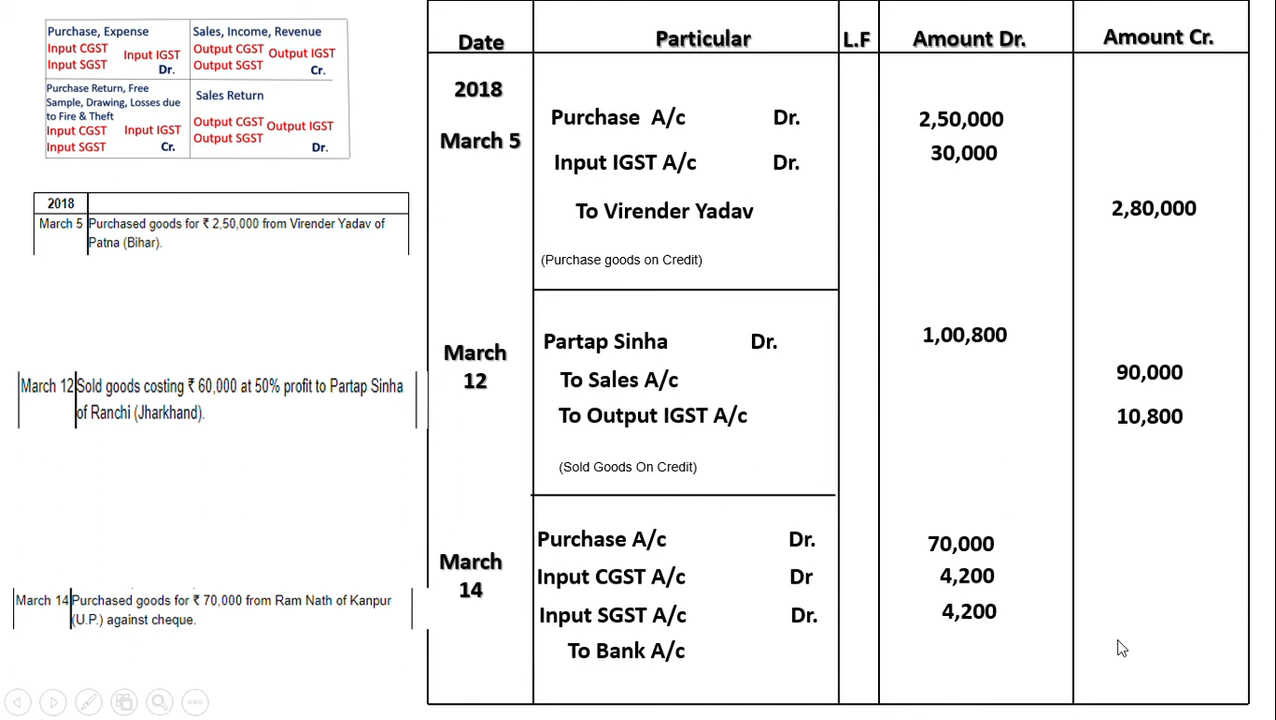 Purchase, Expense
Input CGST
Input IGST
Input SGST
Dr.
Sales, Income, Revenue
Output CGST
Output IGST
Output SGST
Cr.
Purchase Return, Free
Sample, Drawing, Losses due
to Fire & Theft
Input CGST
Input IGST
Input SGST
Cr.
Sales Return
Output CGST
Output IGST
Output SGST
Dr.
2018
March 5 Purchased goods for ₹ 2,50,000 from Virender Yadav of
Patna (Bihar).
March 12 Sold goods costing ₹ 60,000 at 50% profit to Partap Sinha
of Ranchi (Jharkhand).
March 14 Purchased goods for ₹ 70,000 from Ram Nath of Kanpur
(U.P.) against cheque.
Date Particular L.F Amount Dr. Amount Cr.
2018
March 5
Purchase A/c Dr. 2,50,000
Input IGST A/c Dr. 30,000
To Virender Yadav 2,80,000
(Purchase goods on Credit)
March
12
Partap Sinha Dr. 1,00,800
To Sales A/c 90,000
To Output IGST A/c 10,800
(Sold Goods On Credit)
March
14
Purchase A/c Dr. 70,000
Input CGST A/c Dr 4,200
Input SGST A/c Dr. 4,200
To Bank A/c